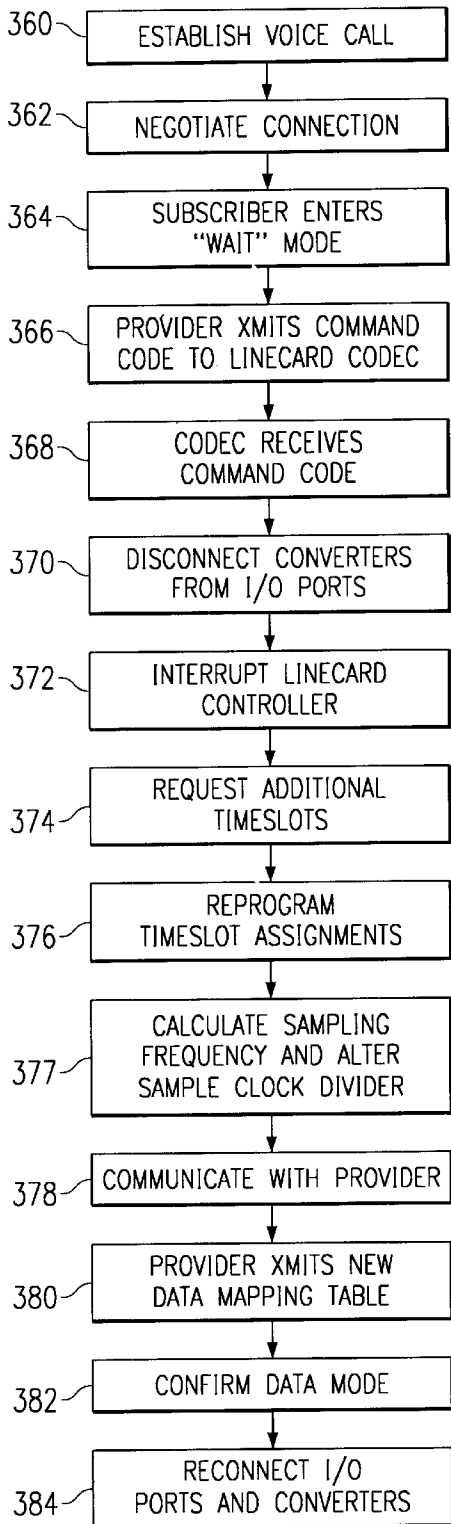 360
ESTABLISH VOICE CALL
362
NEGOTIATE CONNECTION
364
SUBSCRIBER ENTERS
"WAIT" MODE
366
PROVIDER XMITS COMMAND
CODE TO LINECARD CODEC
368
CODEC RECEIVES
COMMAND CODE
370
DISCONNECT CONVERTERS
FROM I/O PORTS
372
INTERRUPT LINECARD
CONTROLLER
374
REQUEST ADDITIONAL
TIMESLOTS
376
REPROGRAM
TIMESLOT ASSIGNMENTS
377
CALCULATE SAMPLING
FREQUENCY AND ALTER
SAMPLE CLOCK DIVIDER
378
COMMUNICATE WITH PROVIDER
380
PROVIDER XMITS NEW
DATA MAPPING TABLE
382
CONFIRM DATA MODE
384
RECONNECT I/O
PORTS AND CONVERTERS